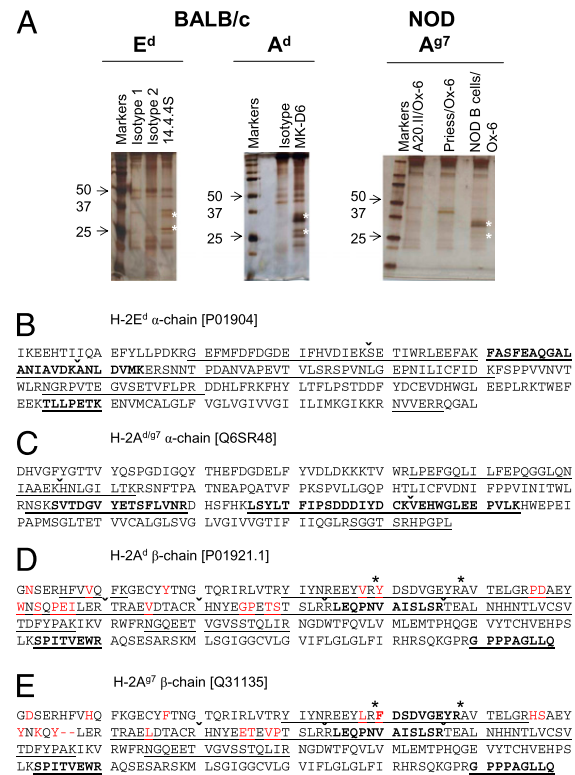 A
BALB/c
NOD
E^d
A^d
A^g7
Markers
Isotype 1
Isotype 2
14.4.4S
Markers
Isotype
MK-D6
Markers
A20.II/Ox-6
Priess/Ox-6
NOD B cells/
Ox-6
50
37
25
*
*
50
37
25
*
*
50
37
25
*
*
B
H-2E^d α-chain [P01904]
IKEEHTIIQA EFYLLPDKRG EFMFDFDGDE IFHVDIEKSE TIWRLEEFAK FASFEAQGAL
ANIAVDKANL DVMKERSNNT PDANVAPEVT VLSRSPVNLG EPNILICFID KFSPPVVNVT
WLRNGRPVTE GVSETVFLPR DDHLFRKFHY LTFLPSTDDF YDCEVDHWGL EEPLRKTWEF
EEKTLLPETK ENVMCALGLF VGLVGIVVGI ILIMKGIKKR NVVERRQGAL
C
H-2A^d/g7 α-chain [Q6SR48]
DHVGFYGTTV YQSPGDIGQY THEFDGDELF YVDLDKKKTV WRLPEFGQLI LFEPQGGLQN
IAAEKHNLGI LTKRSNFTPA TNEAPQATVF PKSPVLLGQP HTLICFVDNI FPPVINITWL
RNSKSVTDGV YETSFLVNRD HSFHKLSYLT FIPSDDDIYD CKVEHWGLEE PVLKHWEPEI
PAPMSGLTET VVCALGLSVG LVGIVVGTIF IIQGLRSGGT SRHPGPL
D
H-2A^d β-chain [P01921.1]
* *
GNSERHFVVQ FKGECYYTNG TQRIRLVTRY IYNREEYVRY DSDVGEYRAV TELGRPDAEY
WNSQPEILER TRAEVDTACR HNYEGPETST SLRRLEQPNV AISLSRTEAL NHHNTLVCSV
TDFYPAKIKV RWFRNGQEET VGVSSTQLIR NGDWTFQVLV MLEMTPHQGE VYTCHVEHPS
LKSPITVEWR AQSESARSKM LSGIGGCVLG VIFLGLGLFI RHRSQKGPRG PPPAGLLQ
E
H-2A^g7 β-chain [Q31135]
* *
GDSERHFVHQ FKGECYFTNG TQRIRLVTRY IYNREEYLRF DSDVGEYRAV TELGRHSAEY
YNKQY--LER TRAELDTACR HNYEETEVPT SLRRLEQPNV AISLSRTEAL NHHNTLVCSV
TDFYPAKIKV RWFRNGQEET VGVSSTQLIR NGDWTFQVLV MLEMTPHQGE VYTCHVEHPS
LKSPITVEWR AQSESARSKM LSGIGGCVLG VIFLGLGLFI RHRSQKGPRG PPPAGLLQ